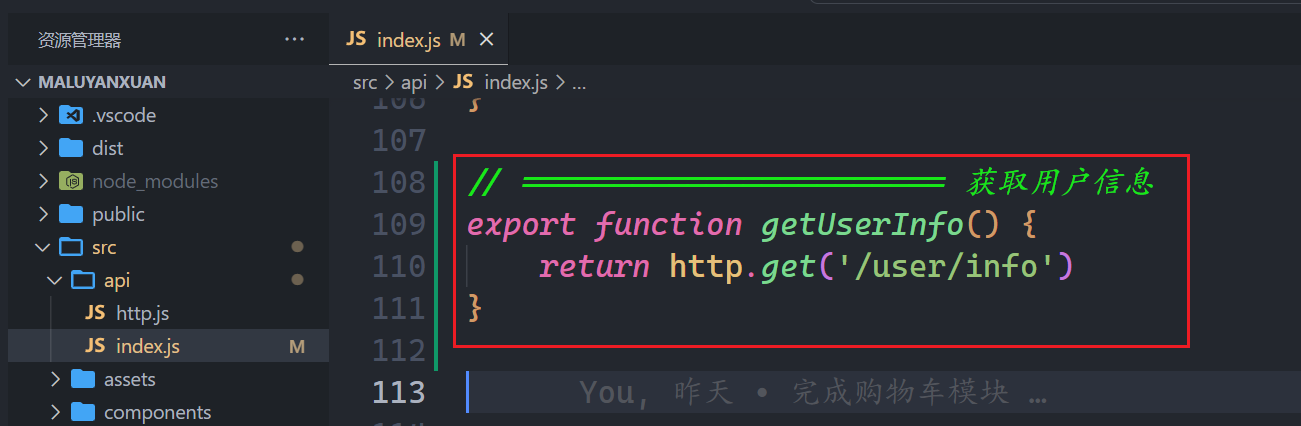 资源管理器 ...
JS index.js M ×
MALUYANXUAN
src > api > JS index.js > ...
.vscode
dist
node_modules
public
src
api
JS http.js
JS index.js M
assets
components
106 }
107
108 // ======================== 获取用户信息
109 export function getUserInfo() {
110 return http.get('/user/info')
111 }
112
113 You, 昨天 • 完成购物车模块 …